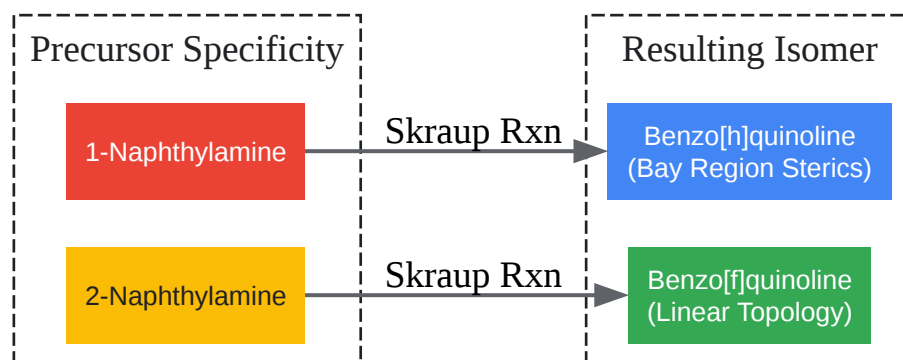 Precursor Specificity
Resulting Isomer
1-Naphthylamine
Skraup Rxn
Benzo[h]quinoline
(Bay Region Sterics)
2-Naphthylamine
Skraup Rxn
Benzo[f]quinoline
(Linear Topology)